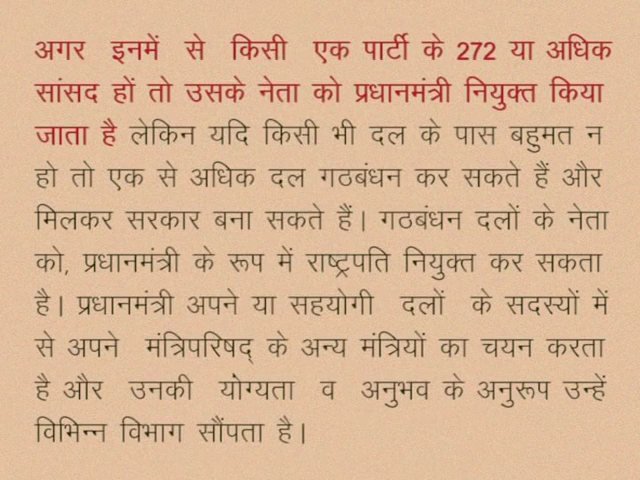 अगर इनमें से किसी एक पार्टी के 272 या अधिक
सांसद हों तो उसके नेता को प्रधानमंत्री नियुक्त किया
जाता है लेकिन यदि किसी भी दल के पास बहुमत न
हो तो एक से अधिक दल गठबंधन कर सकते हैं और
मिलकर सरकार बना सकते हैं। गठबंधन दलों के नेता
को, प्रधानमंत्री के रूप में राष्ट्रपति नियुक्त कर सकता
है। प्रधानमंत्री अपने या सहयोगी दलों के सदस्यों में
से अपने मंत्रिपरिषद् के अन्य मंत्रियों का चयन करता
है और उनकी योग्यता व अनुभव के अनुरूप उन्हें
विभिन्न विभाग सौंपता है।